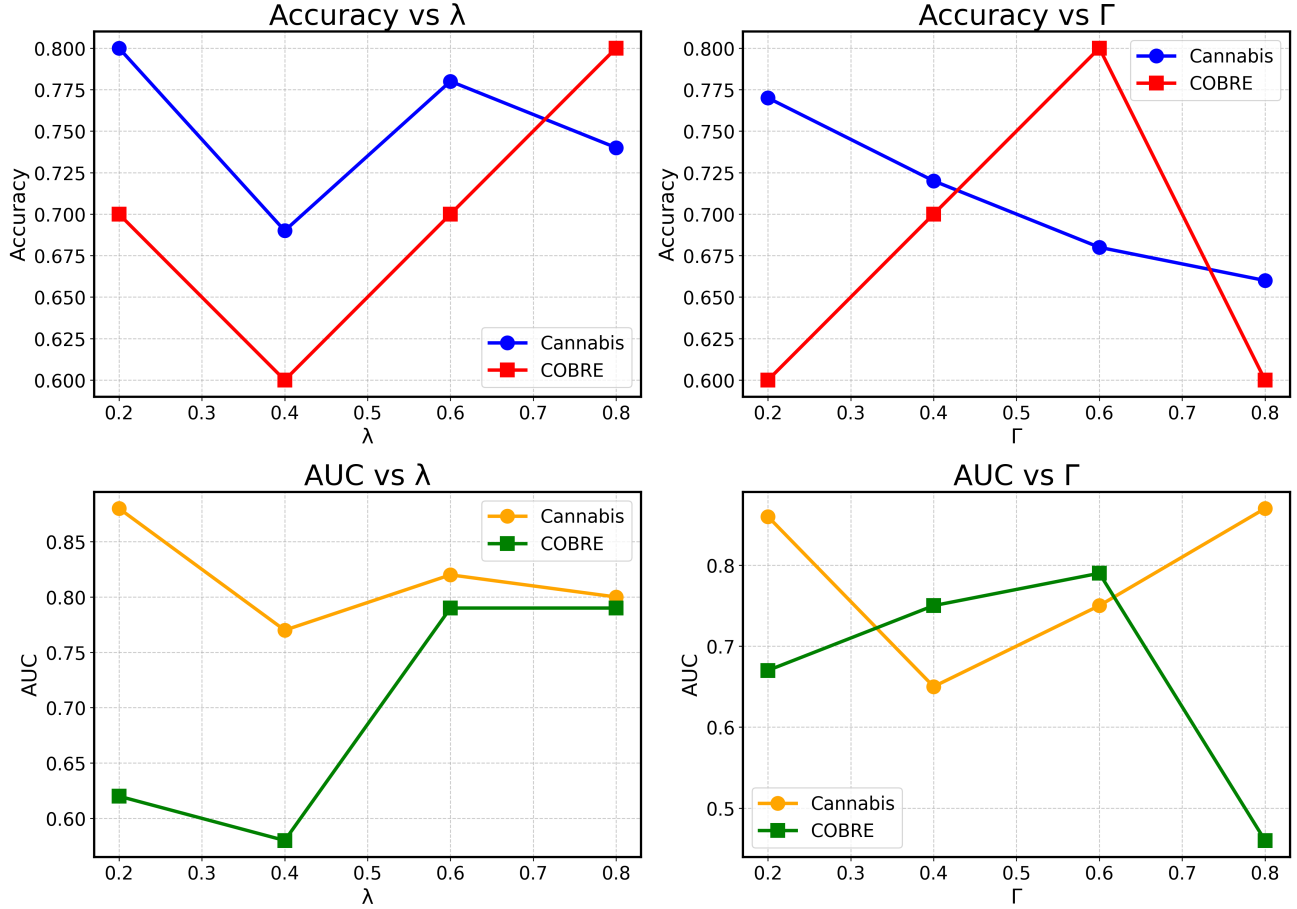 Accuracy vs λ
Accuracy
0.800
0.775
0.750
0.725
0.700
0.675
0.650
0.625
0.600
0.2 0.3 0.4 0.5 0.6 0.7 0.8
λ
Cannabis
COBRE
Accuracy vs Γ
Accuracy
0.800
0.775
0.750
0.725
0.700
0.675
0.650
0.625
0.600
0.2 0.3 0.4 0.5 0.6 0.7 0.8
Γ
Cannabis
COBRE
AUC vs λ
AUC
0.85
0.80
0.75
0.70
0.65
0.60
0.2 0.3 0.4 0.5 0.6 0.7 0.8
λ
Cannabis
COBRE
AUC vs Γ
AUC
0.8
0.7
0.6
0.5
0.2 0.3 0.4 0.5 0.6 0.7 0.8
Γ
Cannabis
COBRE